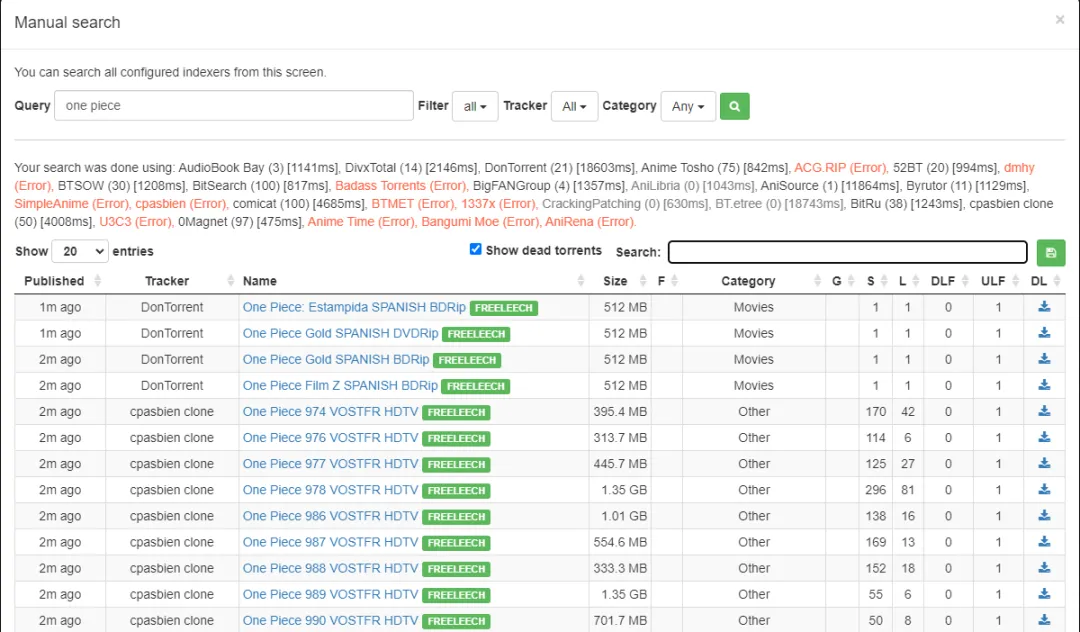 Manual search ×
You can search all configured indexers from this screen.
Query one piece Filter all Tracker All Category Any
Your search was done using: AudioBook Bay (3) [1141ms], DivxTotal (14) [2146ms], DonTorrent (21) [18603ms], Anime Tosho (75) [842ms], ACG.RIP (Error), 52BT (20) [994ms], dmhy
(Error), BTSOW (30) [1208ms], BitSearch (100) [817ms], Badass Torrents (Error), BigFANGroup (4) [1357ms], AniLibria (0) [1043ms], AniSource (1) [11864ms], Byrutor (11) [1129ms],
SimpleAnime (Error), cpasbien (Error), comicat (100) [4685ms], BTMET (Error), 1337x (Error), CrackingPatching (0) [630ms], BT.etree (0) [18743ms], BitRu (38) [1243ms], cpasbien clone
(50) [4008ms], U3C3 (Error), 0Magnet (97) [475ms], Anime Time (Error), Bangumi Moe (Error), AniRena (Error).
Show 20 entries Show dead torrents Search:
Published Tracker Name Size F Category G S L DLF ULF DL
1m ago DonTorrent One Piece: Estampida SPANISH BDRip FREELEECH 512 MB Movies 1 1 0 1
1m ago DonTorrent One Piece Gold SPANISH DVDRip FREELEECH 512 MB Movies 1 1 0 1
2m ago DonTorrent One Piece Gold SPANISH BDRip FREELEECH 512 MB Movies 1 1 0 1
2m ago DonTorrent One Piece Film Z SPANISH BDRip FREELEECH 512 MB Movies 1 1 0 1
2m ago cpasbien clone One Piece 974 VOSTFR HDTV FREELEECH 395.4 MB Other 170 42 0 1
2m ago cpasbien clone One Piece 976 VOSTFR HDTV FREELEECH 313.7 MB Other 114 6 0 1
2m ago cpasbien clone One Piece 977 VOSTFR HDTV FREELEECH 445.7 MB Other 125 27 0 1
2m ago cpasbien clone One Piece 978 VOSTFR HDTV FREELEECH 1.35 GB Other 296 81 0 1
2m ago cpasbien clone One Piece 986 VOSTFR HDTV FREELEECH 1.01 GB Other 138 16 0 1
2m ago cpasbien clone One Piece 987 VOSTFR HDTV FREELEECH 554.6 MB Other 169 13 0 1
2m ago cpasbien clone One Piece 988 VOSTFR HDTV FREELEECH 333.3 MB Other 152 18 0 1
2m ago cpasbien clone One Piece 989 VOSTFR HDTV FREELEECH 1.35 GB Other 55 6 0 1
2m ago cpasbien clone One Piece 990 VOSTFR HDTV FREELEECH 701.7 MB Other 50 8 0 1